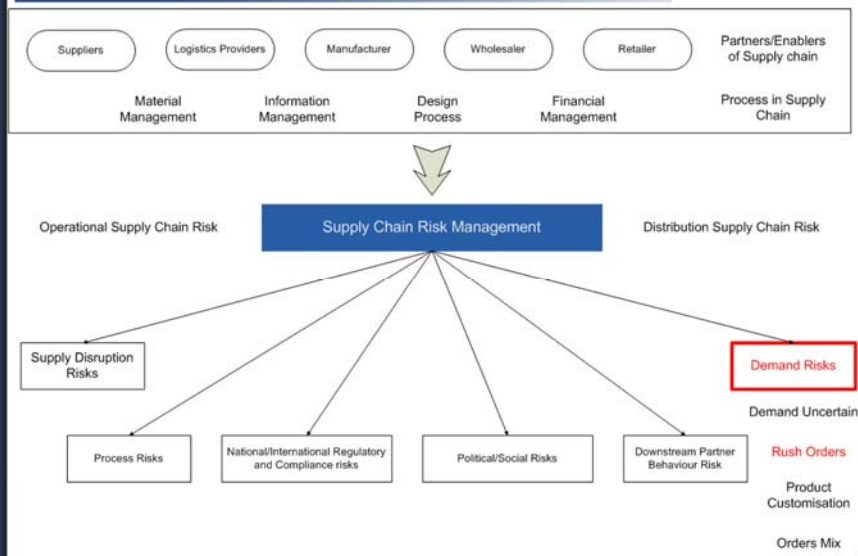 Suppliers
Logistics Providers
Manufacturer
Wholesaler
Retailer
Partners/Enablers
of Supply chain
Material
Management
Information
Management
Design
Process
Financial
Management
Process in Supply
Chain
Operational Supply Chain Risk
Supply Chain Risk Management
Distribution Supply Chain Risk
Supply Disruption
Risks
Demand Risks
Demand Uncertain
Process Risks
National/International Regulatory
and Compliance risks
Political/Social Risks
Downstream Partner
Behaviour Risk
Rush Orders
Product
Customisation
Orders Mix